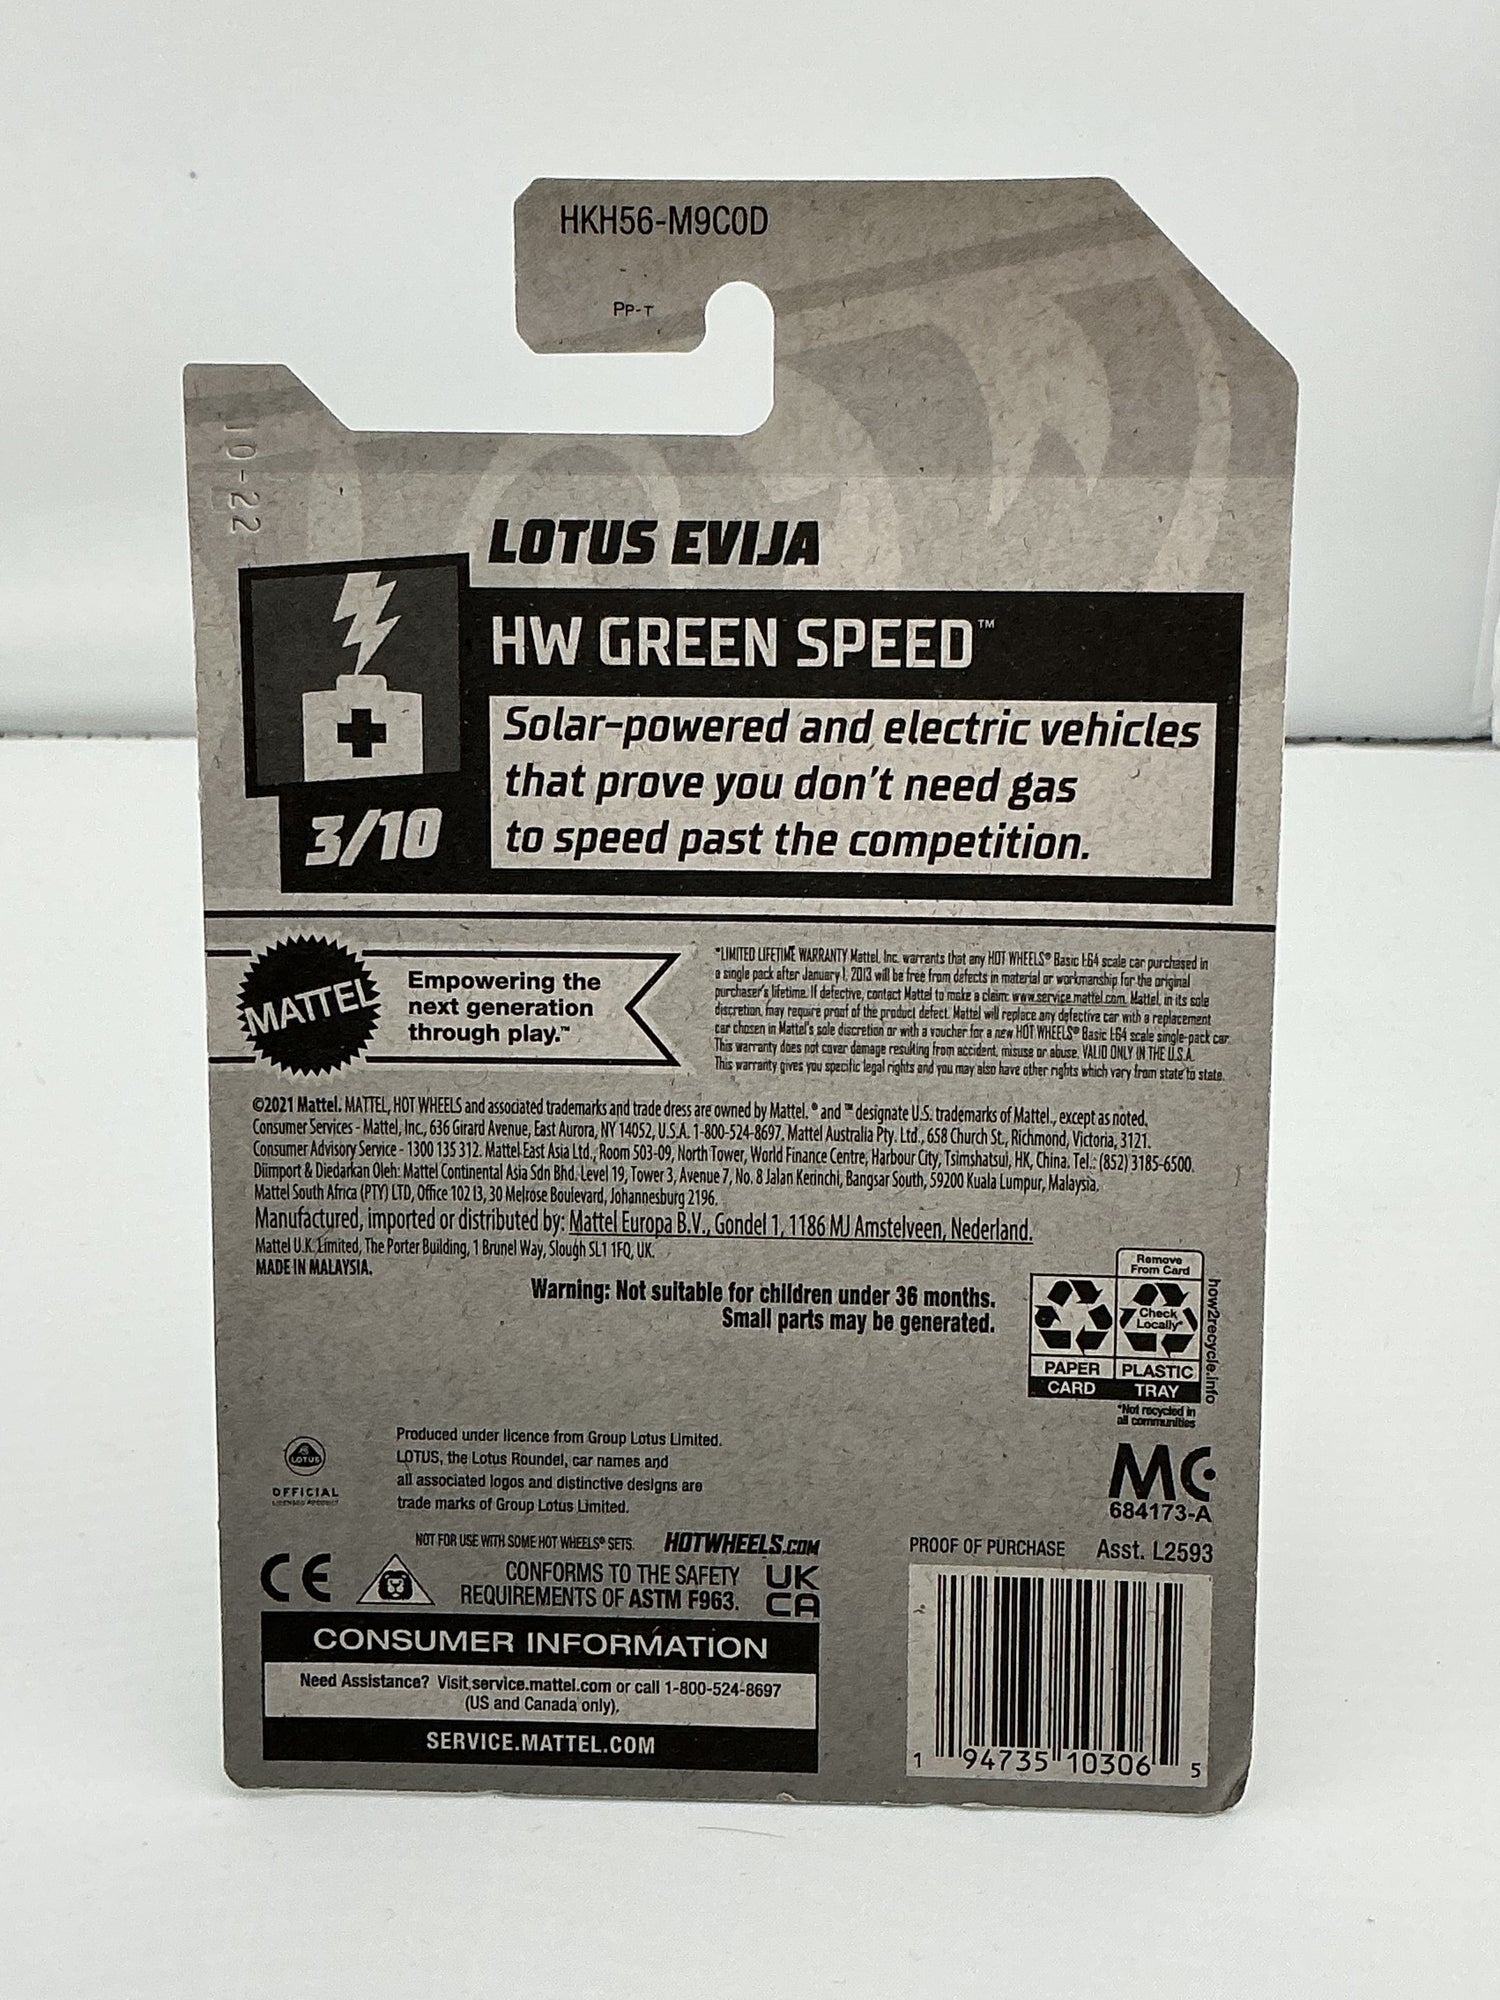 HKH56-M9C0D
PP-T
10-22
LOTUS EVIJA
HW GREEN SPEED™
Solar-powered and electric vehicles
that prove you don't need gas
to speed past the competition.
3/10
MATTEL
Empowering the
next generation
through play.™
*LIMITED LIFETIME WARRANTY Mattel, Inc. warrants that any HOT WHEELS® Basic 1:64 scale car purchased in
a single pack after January 1, 2013 will be free from defects in material or workmanship for the original
purchaser's lifetime. If defective, contact Mattel to make a claim: www.service.mattel.com. Mattel, in its sole
discretion, may require proof of the product defect. Mattel will replace any defective car with a replacement
car chosen in Mattel's sole discretion or with a voucher for a new HOT WHEELS® Basic 1:64 scale single-pack car.
This warranty does not cover damage resulting from accident, misuse or abuse. VALID ONLY IN THE U.S.A.
This warranty gives you specific legal rights and you may also have other rights which vary from state to state.
©2021 Mattel. MATTEL, HOT WHEELS and associated trademarks and trade dress are owned by Mattel. ® and ™ designate U.S. trademarks of Mattel., except as noted.
Consumer Services - Mattel, Inc., 636 Girard Avenue, East Aurora, NY 14052, U.S.A. 1-800-524-8697. Mattel Australia Pty. Ltd., 658 Church St., Richmond, Victoria, 3121.
Consumer Advisory Service - 1300 135 312. Mattel East Asia Ltd., Room 503-09, North Tower, World Finance Centre, Harbour City, Tsimshatsui, HK, China. Tel.: (852) 3185-6500.
Diimport & Diedarkan Oleh: Mattel Continental Asia Sdn Bhd. Level 19, Tower 3, Avenue 7, No. 8 Jalan Kerinchi, Bangsar South, 59200 Kuala Lumpur, Malaysia.
Mattel South Africa (PTY) LTD, Office 102 I3, 30 Melrose Boulevard, Johannesburg 2196.
Manufactured, imported or distributed by: Mattel Europa B.V., Gondel 1, 1186 MJ Amstelveen, Nederland.
Mattel U.K. Limited, The Porter Building, 1 Brunel Way, Slough SL1 1FQ, UK.
MADE IN MALAYSIA.
Warning: Not suitable for children under 36 months.
Small parts may be generated.
Remove
From Card
Check
Locally*
PAPER PLASTIC
CARD TRAY
how2recycle.info
*Not recycled in
all communities
LOTUS
OFFICIAL
LICENSED PRODUCT
Produced under licence from Group Lotus Limited.
LOTUS, the Lotus Roundel, car names and
all associated logos and distinctive designs are
trade marks of Group Lotus Limited.
MC
684173-A
NOT FOR USE WITH SOME HOT WHEELS® SETS. HOTWHEELS.COM
CE
CONFORMS TO THE SAFETY
REQUIREMENTS OF ASTM F963.
UK
CA
PROOF OF PURCHASE Asst. L2593
CONSUMER INFORMATION
Need Assistance? Visit service.mattel.com or call 1-800-524-8697
(US and Canada only).
SERVICE.MATTEL.COM
1 94735 10306 5